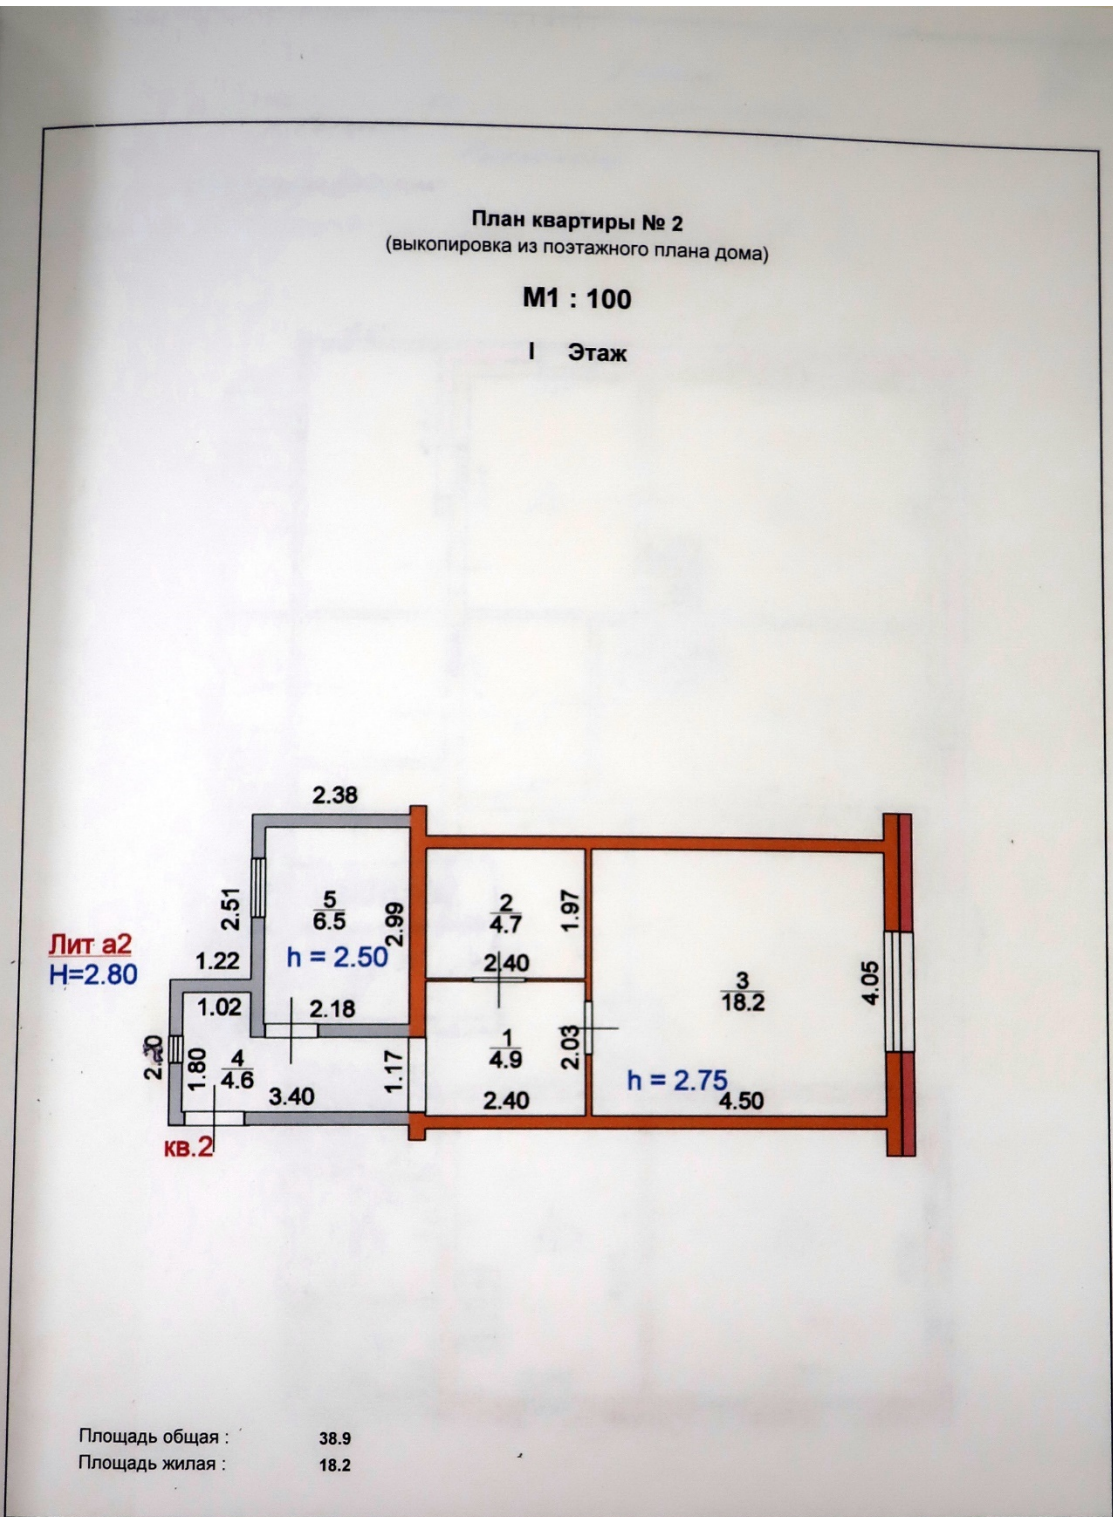 План квартиры № 2
(выкопировка из поэтажного плана дома)
М1 : 100
I Этаж
2.38
2.51
5
6.5
2.99
h = 2.50
2
4.7
1.97
2.40
Лит а2
H=2.80
1.22
1.02
2.18
3
18.2
4.05
2.20
1.80
4
4.6
3.40
1.17
1
4.9
2.03
2.40
h = 2.75
4.50
кв.2
Площадь общая : 38.9
Площадь жилая : 18.2